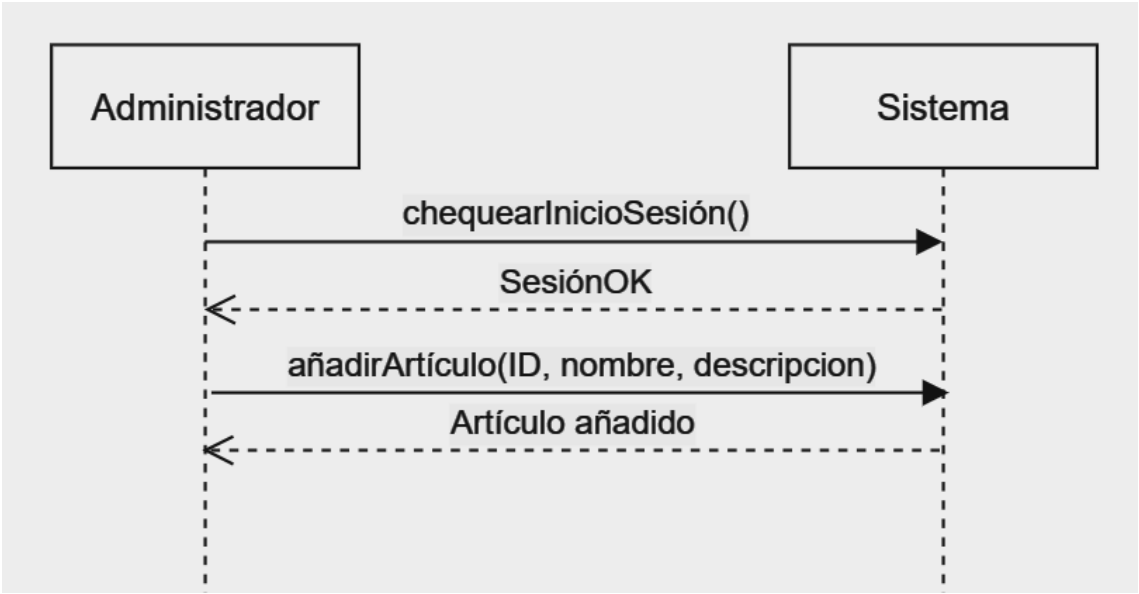 Administrador
Sistema
chequearInicioSesión()
SesiónOK
añadirArtículo(ID, nombre, descripcion)
Artículo añadido